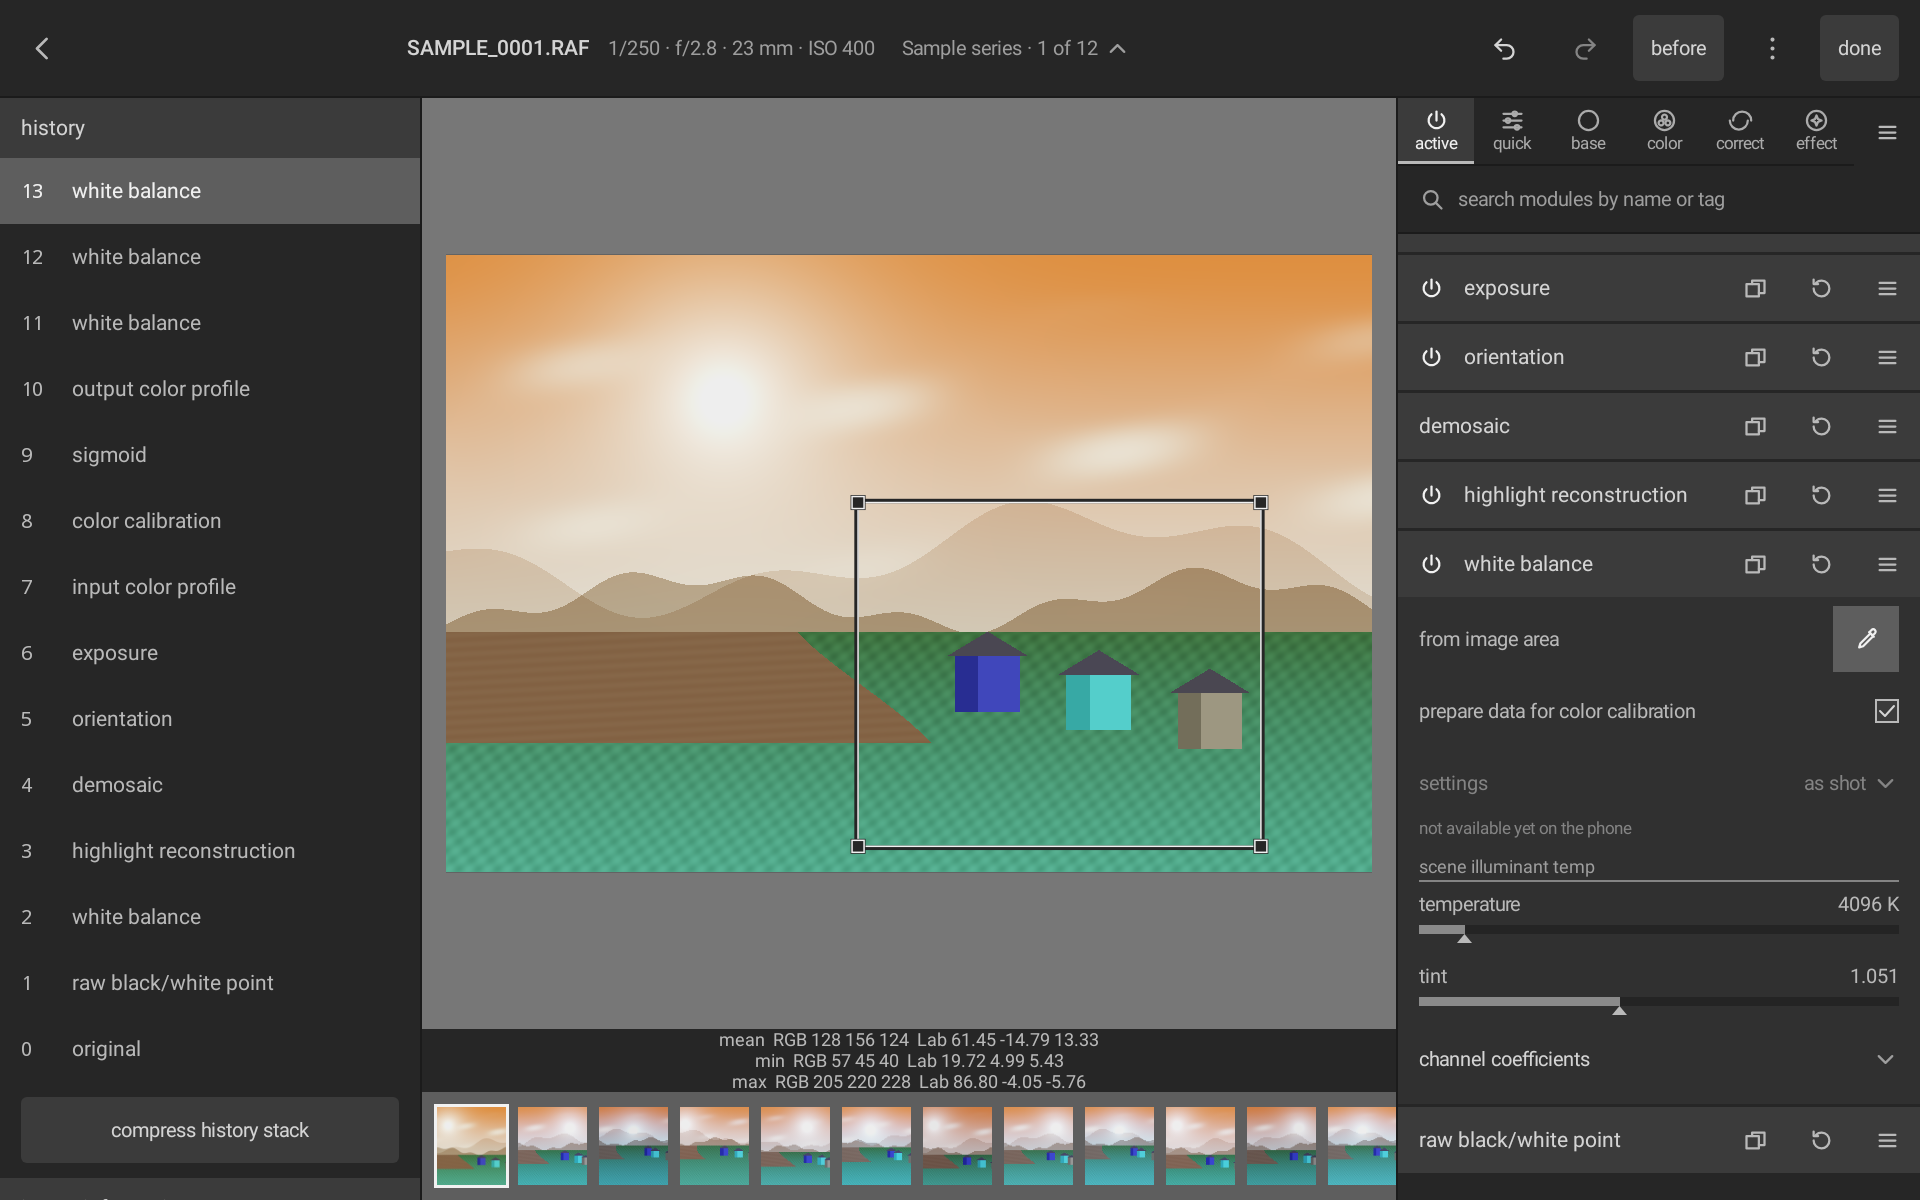 SAMPLE_0001.RAF 1/250 · f/2.8 · 23 mm · ISO 400 Sample series · 1 of 12
before
done
history
13 white balance
12 white balance
11 white balance
10 output color profile
9 sigmoid
8 color calibration
7 input color profile
6 exposure
5 orientation
4 demosaic
3 highlight reconstruction
2 white balance
1 raw black/white point
0 original
compress history stack
mean RGB 128 156 124 Lab 61.45 -14.79 13.33
min RGB 57 45 40 Lab 19.72 4.99 5.43
max RGB 205 220 228 Lab 86.80 -4.05 -5.76
active quick base color correct effect
search modules by name or tag
exposure
orientation
demosaic
highlight reconstruction
white balance
from image area
prepare data for color calibration
settings as shot
not available yet on the phone
scene illuminant temp
temperature 4096 K
tint 1.051
channel coefficients
raw black/white point